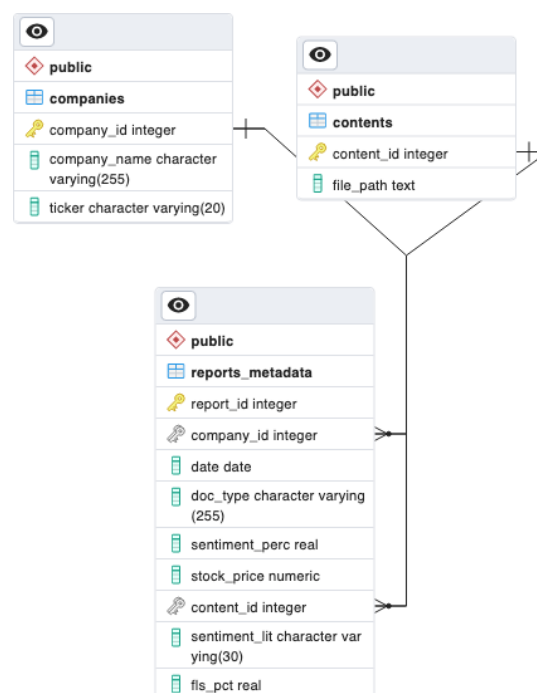 public
companies
company_id integer
company_name character
varying(255)
ticker character varying(20)
public
contents
content_id integer
file_path text
public
reports_metadata
report_id integer
company_id integer
date date
doc_type character varying
(255)
sentiment_perc real
stock_price numeric
content_id integer
sentiment_lit character var
ying(30)
fls_pct real